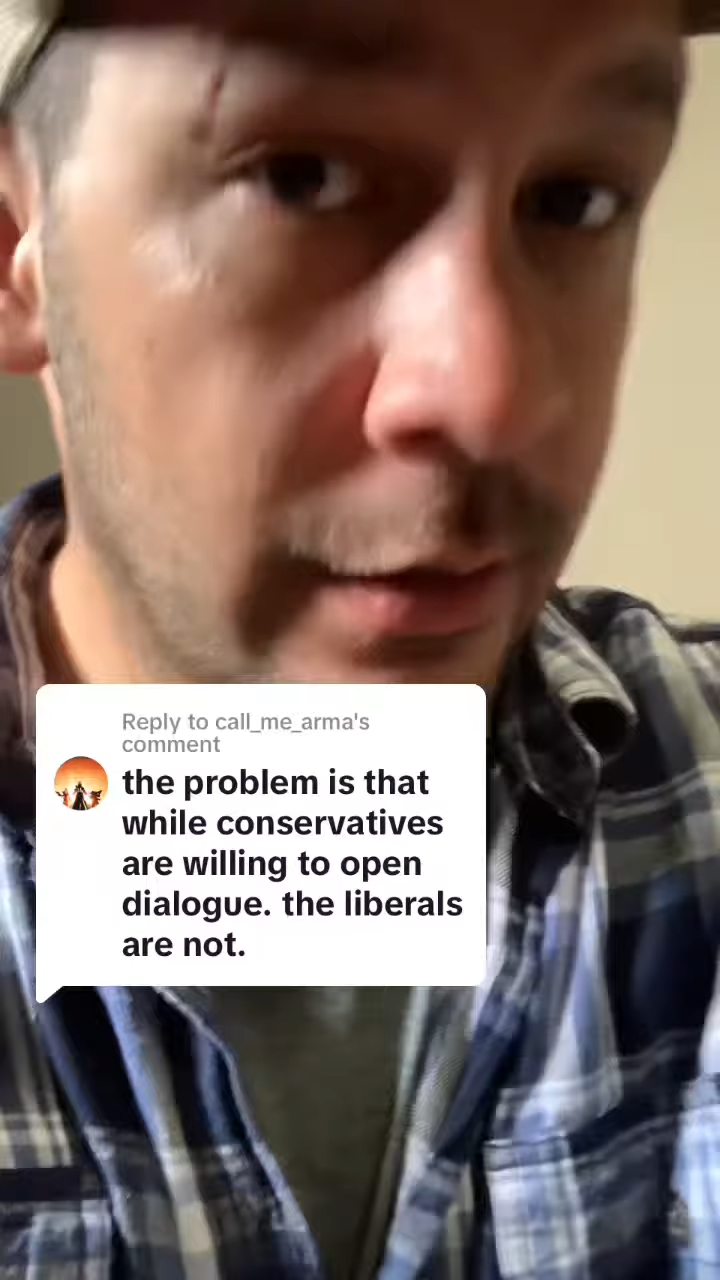 Reply to call_me_arma's
comment
the problem is that
while conservatives
are willing to open
dialogue. the liberals
are not.